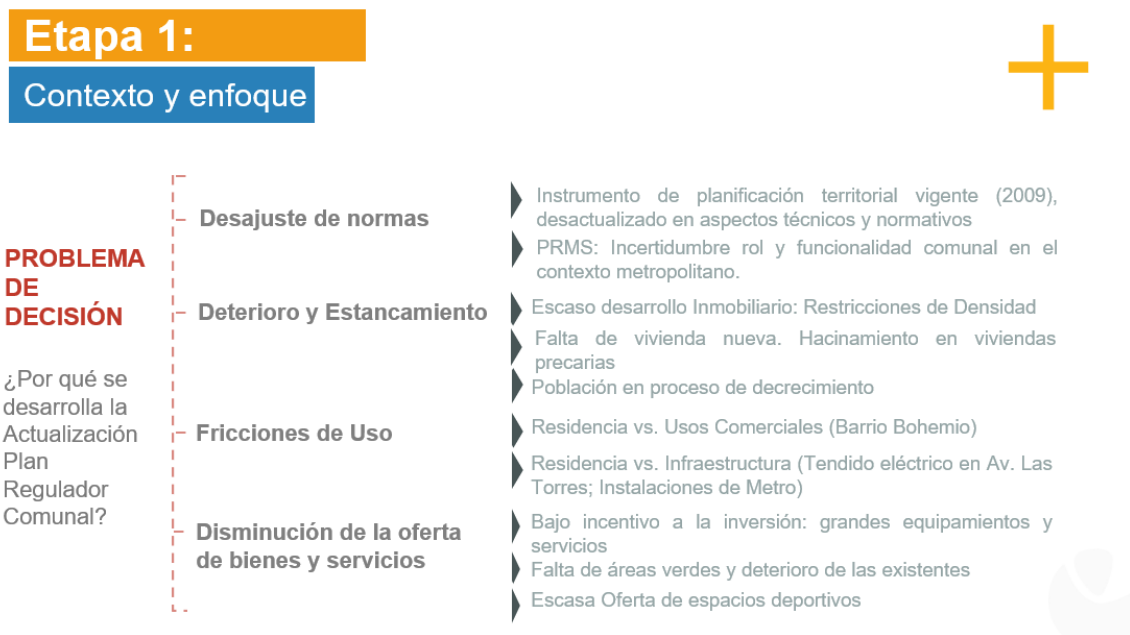 Etapa 1:
Contexto y enfoque
PROBLEMA
DE
DECISIÓN
¿Por qué se
desarrolla la
Actualización
Plan
Regulador
Comunal?
Desajuste de normas
Instrumento de planificación territorial vigente (2009),
desactualizado en aspectos técnicos y normativos
PRMS: Incertidumbre rol y funcionalidad comunal en el
contexto metropolitano.
Deterioro y Estancamiento
Escaso desarrollo Inmobiliario: Restricciones de Densidad
Falta de vivienda nueva. Hacinamiento en viviendas
precarias
Población en proceso de decrecimiento
Fricciones de Uso
Residencia vs. Usos Comerciales (Barrio Bohemio)
Residencia vs. Infraestructura (Tendido eléctrico en Av. Las
Torres; Instalaciones de Metro)
Disminución de la oferta
de bienes y servicios
Bajo incentivo a la inversión: grandes equipamientos y
servicios
Falta de áreas verdes y deterioro de las existentes
Escasa Oferta de espacios deportivos